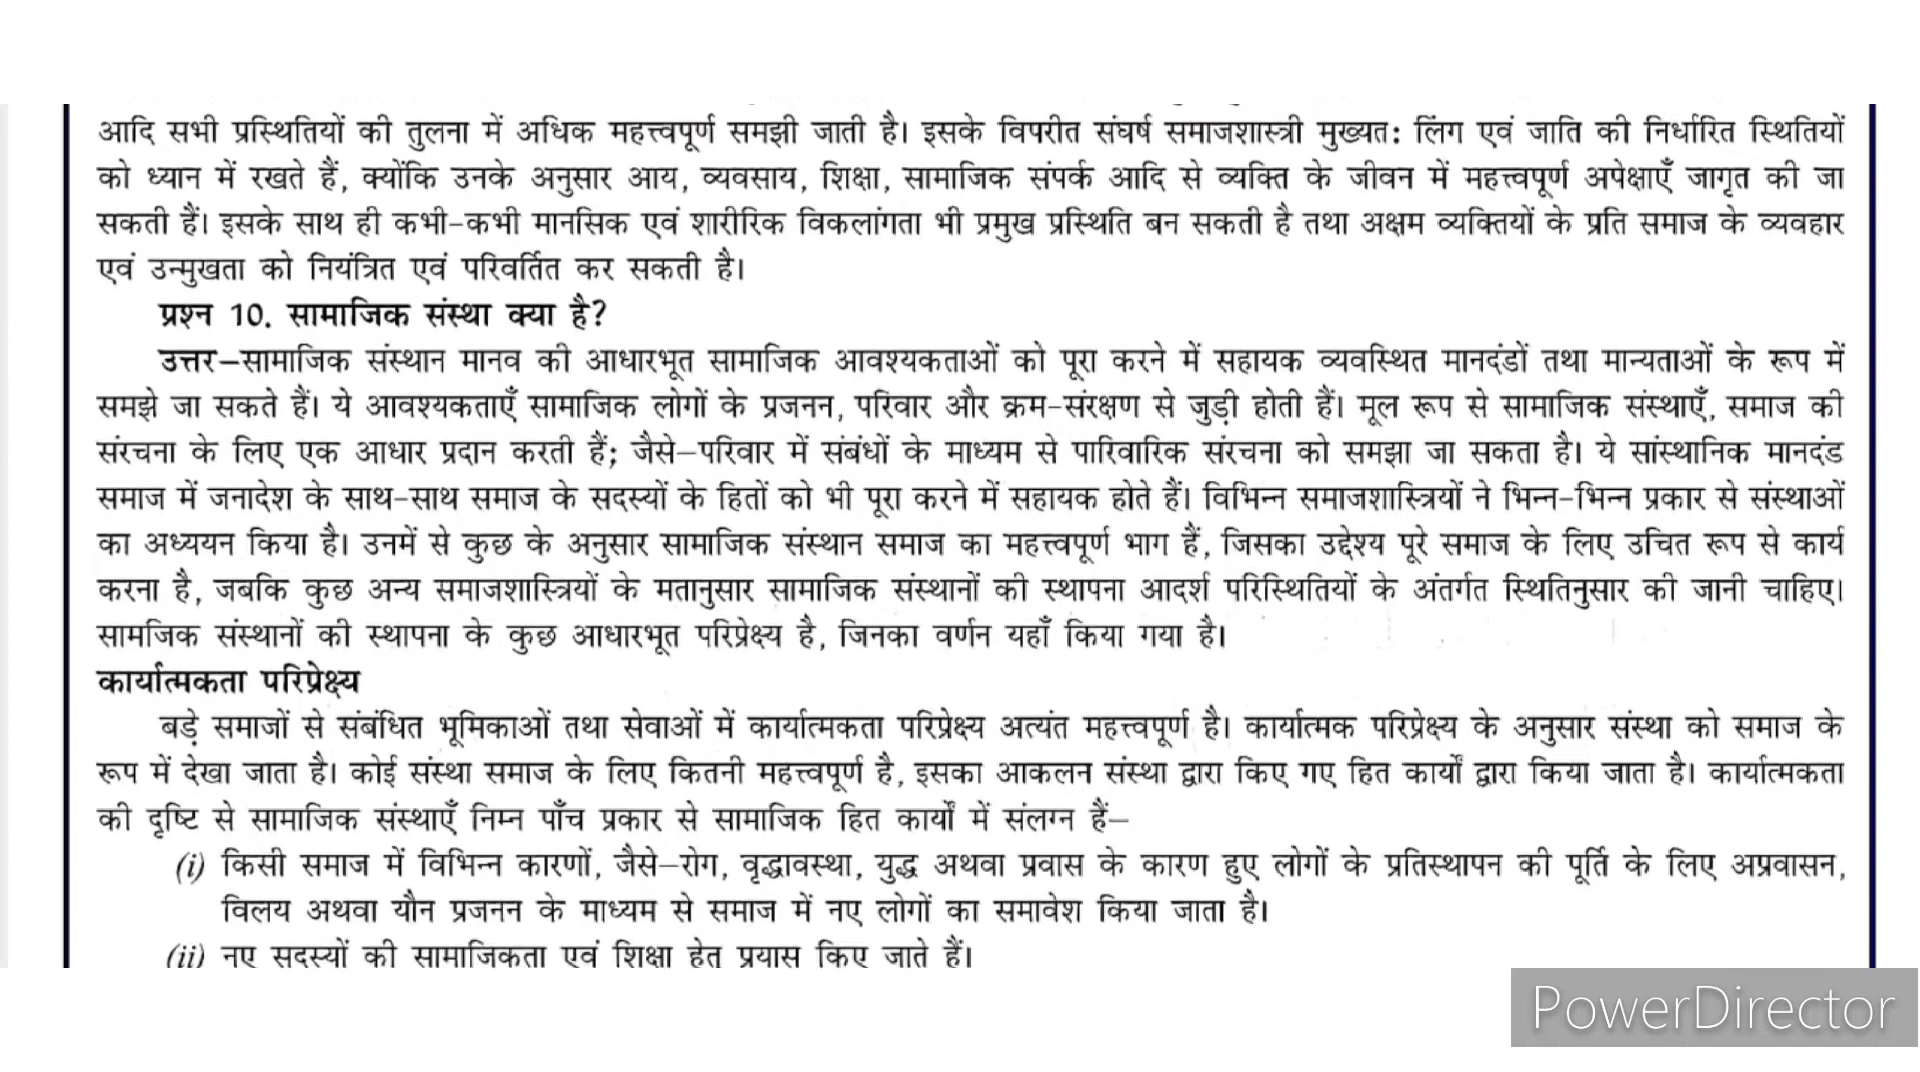 आदि सभी प्रस्थितियों की तुलना में अधिक महत्त्वपूर्ण समझी जाती है। इसके विपरीत संघर्ष समाजशास्त्री मुख्यत: लिंग एवं जाति की निर्धारित स्थितियों
को ध्यान में रखते हैं, क्योंकि उनके अनुसार आय, व्यवसाय, शिक्षा, सामाजिक संपर्क आदि से व्यक्ति के जीवन में महत्त्वपूर्ण अपेक्षाएँ जागृत की जा
सकती हैं। इसके साथ ही कभी-कभी मानसिक एवं शारीरिक विकलांगता भी प्रमुख प्रस्थिति बन सकती है तथा अक्षम व्यक्तियों के प्रति समाज के व्यवहार
एवं उन्मुखता को नियंत्रित एवं परिवर्तित कर सकती है।
प्रश्न 10. सामाजिक संस्था क्या है?
उत्तर–सामाजिक संस्थान मानव की आधारभूत सामाजिक आवश्यकताओं को पूरा करने में सहायक व्यवस्थित मानदंडों तथा मान्यताओं के रूप में
समझे जा सकते हैं। ये आवश्यकताएँ सामाजिक लोगों के प्रजनन, परिवार और क्रम-संरक्षण से जुड़ी होती हैं। मूल रूप से सामाजिक संस्थाएँ, समाज की
संरचना के लिए एक आधार प्रदान करती हैं; जैसे–परिवार में संबंधों के माध्यम से पारिवारिक संरचना को समझा जा सकता है। ये सांस्थानिक मानदंड
समाज में जनादेश के साथ-साथ समाज के सदस्यों के हितों को भी पूरा करने में सहायक होते हैं। विभिन्न समाजशास्त्रियों ने भिन्न-भिन्न प्रकार से संस्थाओं
का अध्ययन किया है। उनमें से कुछ के अनुसार सामाजिक संस्थान समाज का महत्त्वपूर्ण भाग हैं, जिसका उद्देश्य पूरे समाज के लिए उचित रूप से कार्य
करना है, जबकि कुछ अन्य समाजशास्त्रियों के मतानुसार सामाजिक संस्थानों की स्थापना आदर्श परिस्थितियों के अंतर्गत स्थितिनुसार की जानी चाहिए।
सामजिक संस्थानों की स्थापना के कुछ आधारभूत परिप्रेक्ष्य है, जिनका वर्णन यहाँ किया गया है।
कार्यात्मकता परिप्रेक्ष्य
बड़े समाजों से संबंधित भूमिकाओं तथा सेवाओं में कार्यात्मकता परिप्रेक्ष्य अत्यंत महत्त्वपूर्ण है। कार्यात्मक परिप्रेक्ष्य के अनुसार संस्था को समाज के
रूप में देखा जाता है। कोई संस्था समाज के लिए कितनी महत्त्वपूर्ण है, इसका आकलन संस्था द्वारा किए गए हित कार्यों द्वारा किया जाता है। कार्यात्मकता
की दृष्टि से सामाजिक संस्थाएँ निम्न पाँच प्रकार से सामाजिक हित कार्यों में संलग्न हैं–
(i) किसी समाज में विभिन्न कारणों, जैसे–रोग, वृद्धावस्था, युद्ध अथवा प्रवास के कारण हुए लोगों के प्रतिस्थापन की पूर्ति के लिए अप्रवासन,
विलय अथवा यौन प्रजनन के माध्यम से समाज में नए लोगों का समावेश किया जाता है।
(ii) नए सदस्यों की सामाजिकता एवं शिक्षा हेतु प्रयास किए जाते हैं।
PowerDirector